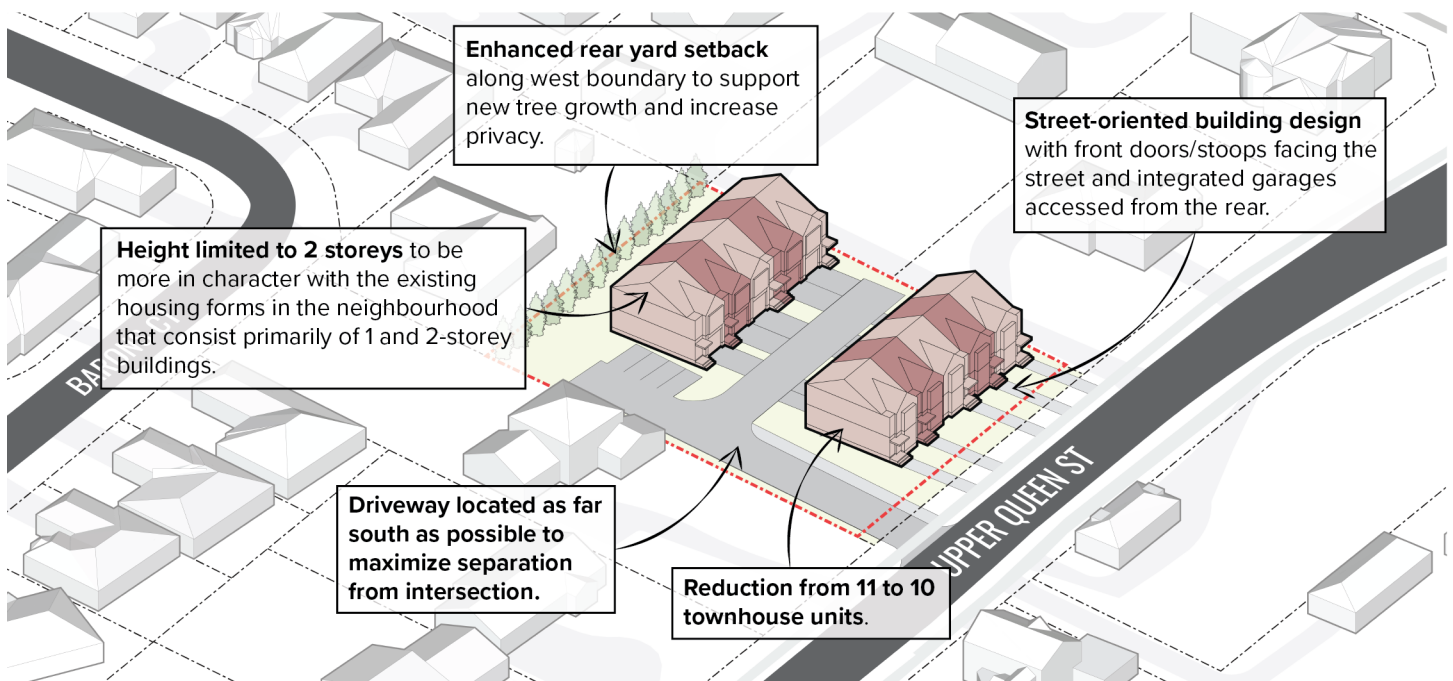 Enhanced rear yard setback
along west boundary to support
new tree growth and increase
privacy.
Street-oriented building design
with front doors/stoops facing the
street and integrated garages
accessed from the rear.
Height limited to 2 storeys to be
more in character with the existing
housing forms in the neighbourhood
that consist primarily of 1 and 2-storey
buildings.
Driveway located as far
south as possible to
maximize separation
from intersection.
Reduction from 11 to 10
townhouse units.
UPPER QUEEN ST